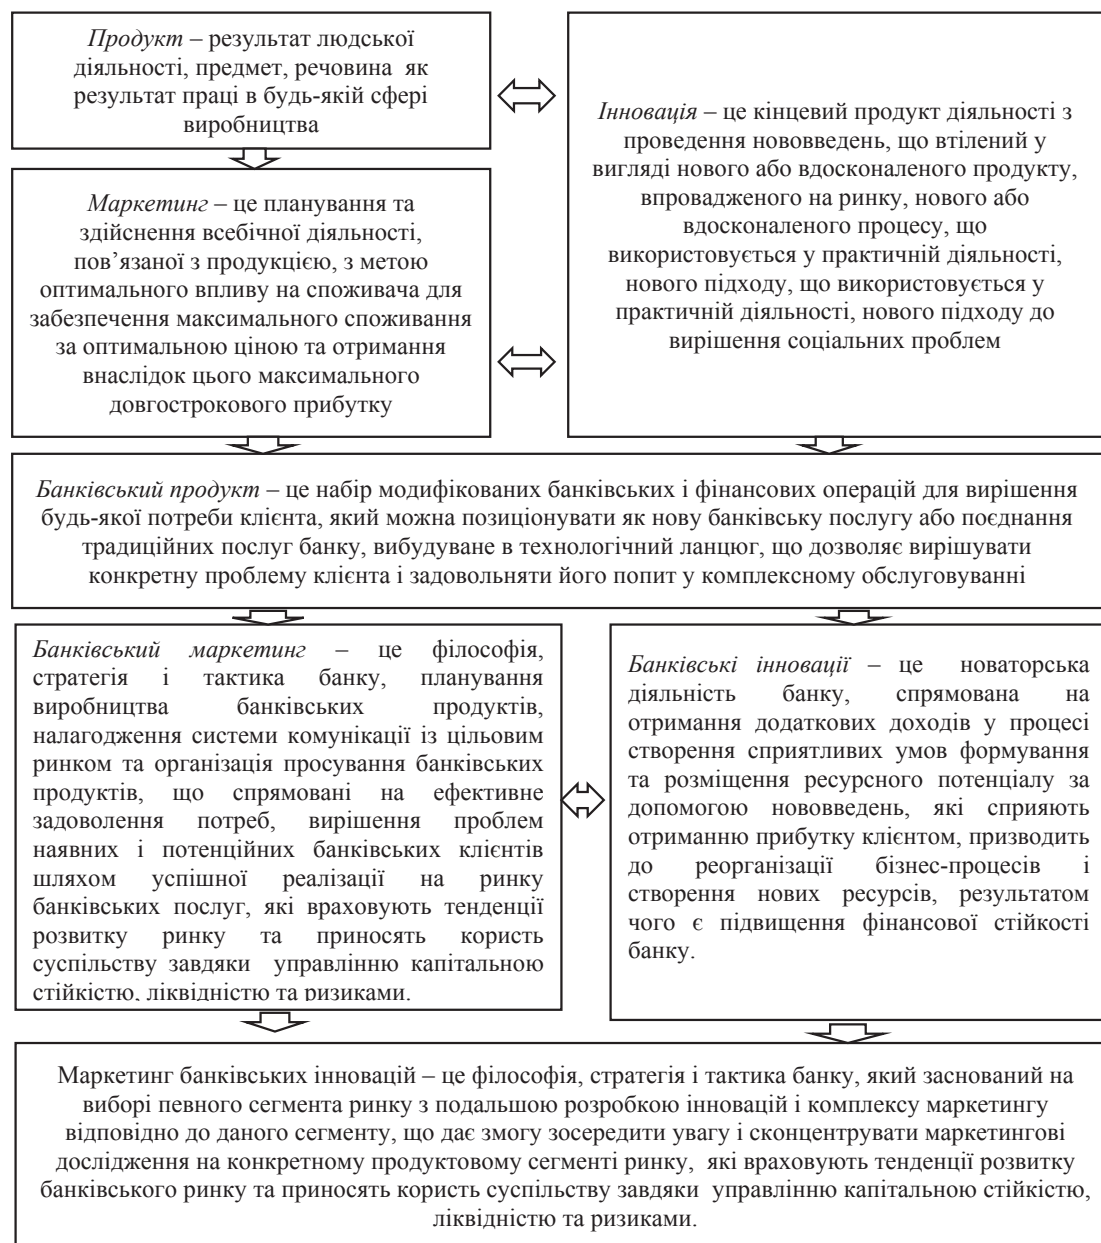 Продукт – результат людської
діяльності, предмет, речовина як
результат праці в будь-якій сфері
виробництва
Інновація – це кінцевий продукт діяльності з
проведення нововведень, що втілений у
вигляді нового або вдосконаленого продукту,
впровадженого на ринку, нового або
вдосконаленого процесу, що
використовується у практичній діяльності,
нового підходу, що використовується у
практичній діяльності, нового підходу до
вирішення соціальних проблем
Маркетинг – це планування та
здійснення всебічної діяльності,
пов’язаної з продукцією, з метою
оптимального впливу на споживача для
забезпечення максимального споживання
за оптимальною ціною та отримання
внаслідок цього максимального
довгострокового прибутку
Банківський продукт – це набір модифікованих банківських і фінансових операцій для вирішення
будь-якої потреби клієнта, який можна позиціонувати як нову банківську послугу або поєднання
традиційних послуг банку, вибудуване в технологічний ланцюг, що дозволяє вирішувати
конкретну проблему клієнта і задовольняти його попит у комплексному обслуговуванні
Банківський маркетинг – це філософія,
стратегія і тактика банку, планування
виробництва банківських продуктів,
налагодження системи комунікації із цільовим
ринком та організація просування банківських
продуктів, що спрямовані на ефективне
задоволення потреб, вирішення проблем
наявних і потенційних банківських клієнтів
шляхом успішної реалізації на ринку
банківських послуг, які враховують тенденції
розвитку ринку та приносять користь
суспільству завдяки управлінню капітальною
стійкістю, ліквідністю та ризиками.
Банківські інновації – це новаторська
діяльність банку, спрямована на
отримання додаткових доходів у процесі
створення сприятливих умов формування
та розміщення ресурсного потенціалу за
допомогою нововведень, які сприяють
отриманню прибутку клієнтом, призводить
до реорганізації бізнес-процесів і
створення нових ресурсів, результатом
чого є підвищення фінансової стійкості
банку.
Маркетинг банківських інновацій – це філософія, стратегія і тактика банку, який заснований на
виборі певного сегмента ринку з подальшою розробкою інновацій і комплексу маркетингу
відповідно до даного сегменту, що дає змогу зосередити увагу і сконцентрувати маркетингові
дослідження на конкретному продуктовому сегменті ринку, які враховують тенденції розвитку
банківського ринку та приносять користь суспільству завдяки управлінню капітальною стійкістю,
ліквідністю та ризиками.